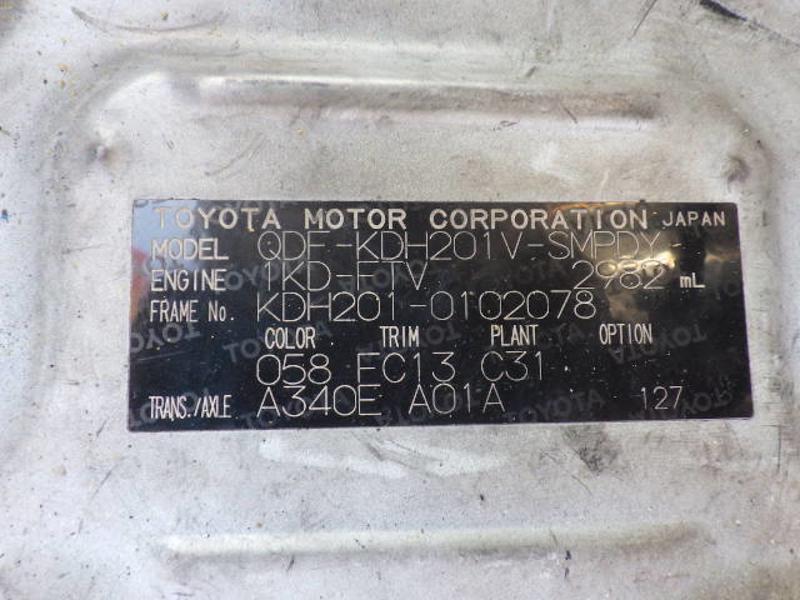 TOYOTA MOTOR CORPORATION JAPAN
MODEL QDF-KDH201V-SMPDY
ENGINE 1KD-FTV 2982 mL
FRAME No. KDH201-0102078
COLOR TRIM PLANT OPTION
058 FC13 C31
TRANS./AXLE A340E A01A 127